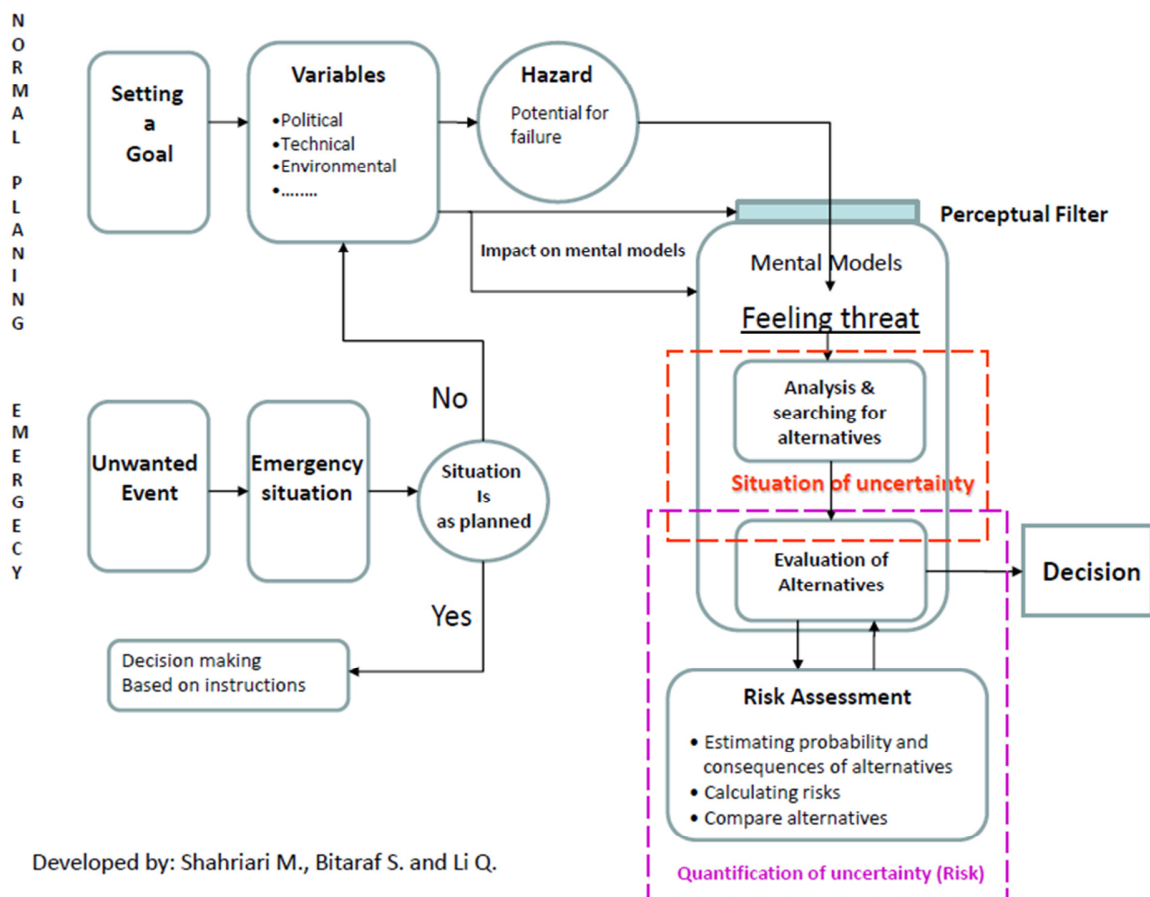 NORMAL PLANING
Setting
a
Goal
Variables
•Political
•Technical
•Environmental
•........
Hazard
Potential for
failure
Perceptual Filter
Impact on mental models
Mental Models
Feeling threat
Analysis &
searching for
alternatives
Situation of uncertainty
EMERGECY
Unwanted
Event
Emergency
situation
No
Situation
Is
as planned
Yes
Decision making
Based on instructions
Evaluation of
Alternatives
Decision
Risk Assessment
• Estimating probability and
consequences of alternatives
• Calculating risks
• Compare alternatives
Quantification of uncertainty (Risk)
Developed by: Shahriari M., Bitaraf S. and Li Q.